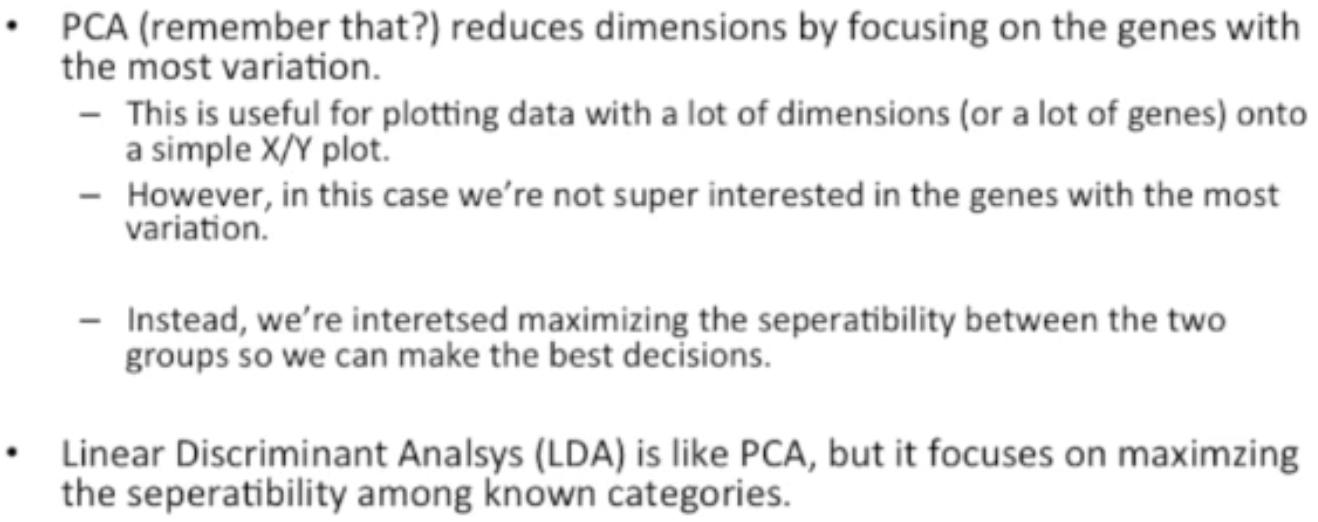 • PCA (remember that?) reduces dimensions by focusing on the genes with
the most variation.
– This is useful for plotting data with a lot of dimensions (or a lot of genes) onto
a simple X/Y plot.
– However, in this case we’re not super interested in the genes with the most
variation.
– Instead, we’re interetsed maximizing the seperatibility between the two
groups so we can make the best decisions.
• Linear Discriminant Analsys (LDA) is like PCA, but it focuses on maximzing
the seperatibility among known categories.